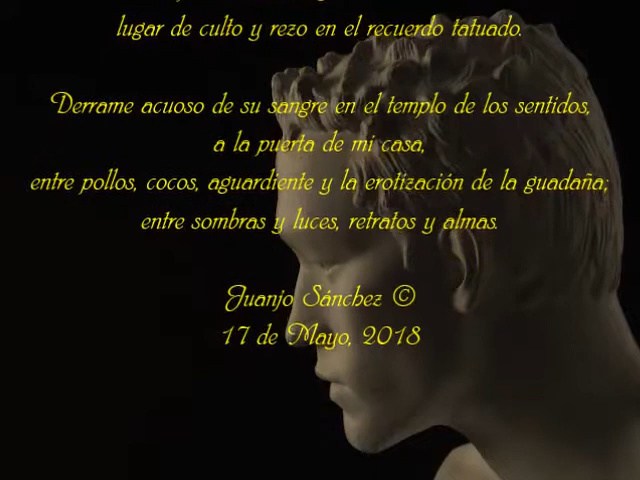 lugar de culto y rezo en el recuerdo tatuado.
Derrame acuoso de su sangre en el templo de los sentidos,
a la puerta de mi casa,
entre pollos, cocos, aguardiente y la erotización de la guadaña;
entre sombras y luces, retratos y almas.
Juanjo Sánchez ©
17 de Mayo, 2018